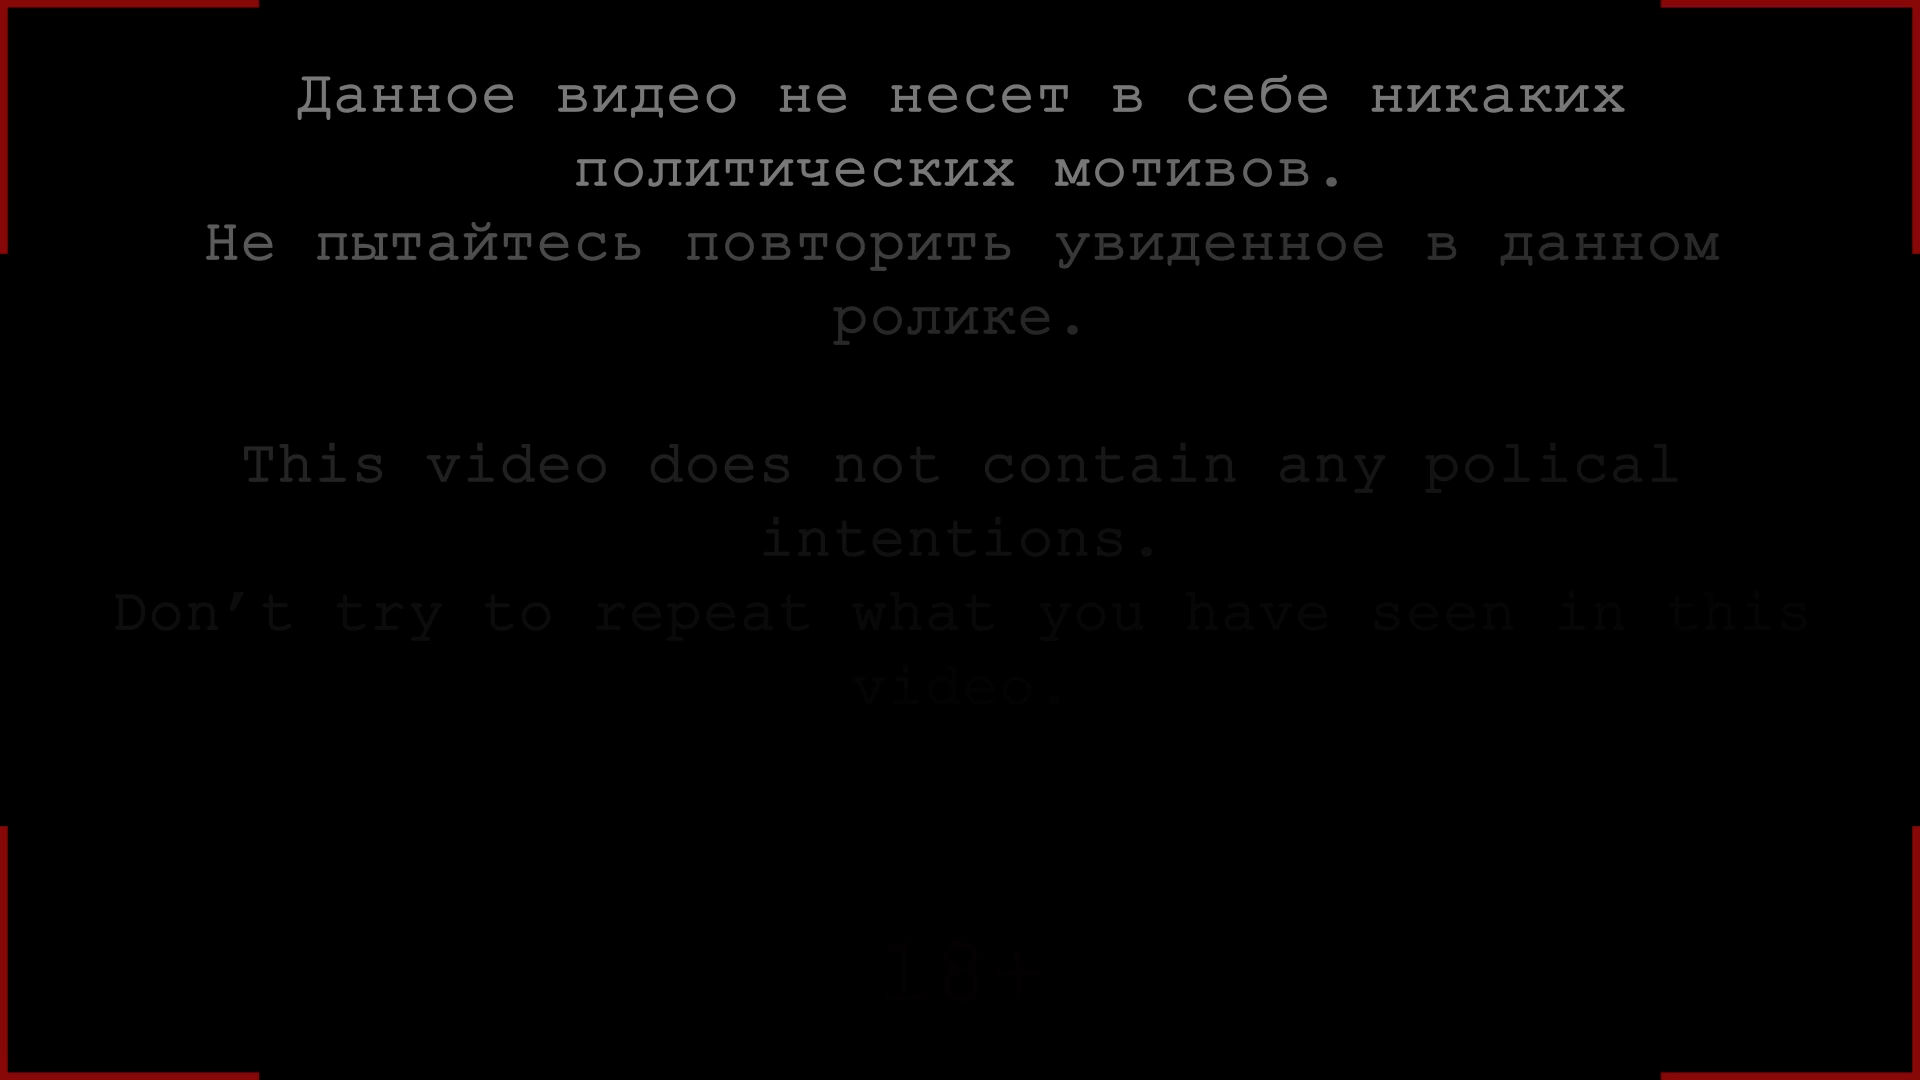 Данное видео не несет в себе никаких
политических мотивов.
Не пытайтесь повторить увиденное в данном
ролике.
This video does not contain any polical
intentions.
Don’t try to repeat what you have seen in this
video.
18+